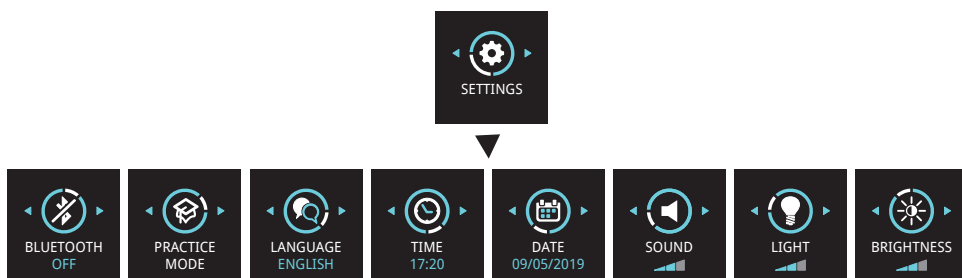 SETTINGS
BLUETOOTH
OFF
PRACTICE
MODE
LANGUAGE
ENGLISH
TIME
17:20
DATE
09/05/2019
SOUND
LIGHT
BRIGHTNESS